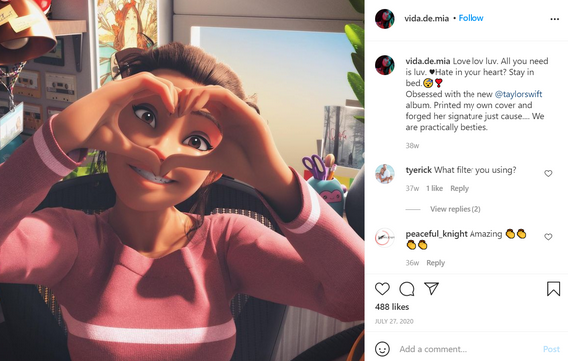 vida.de.mia • Follow
vida.de.mia Love lov luv. All you need
is luv. ♥Hate in your heart? Stay in
bed.😴❣️
Obsessed with the new @taylorswift
album. Printed my own cover and
forged her signature just cause.... We
are practically besties.
38w
tyerick What filter you using?
37w 1 like Reply
View replies (2)
peaceful_knight Amazing 👏👏
👏👏
36w Reply
488 likes
JULY 27, 2020
Add a comment... Post